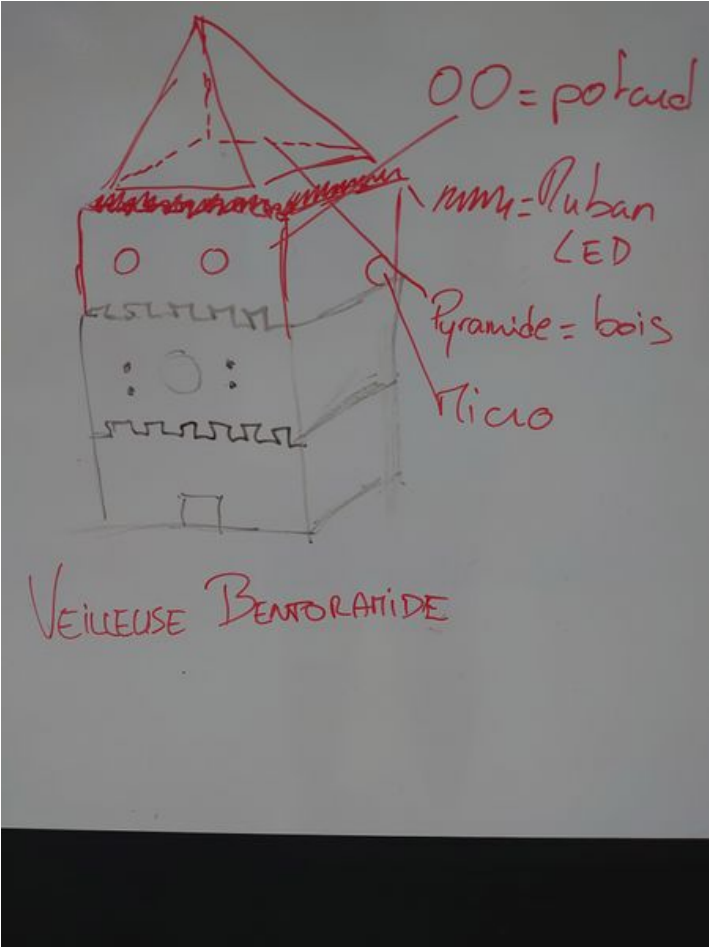 OO = potard
= Ruban
LED
Pyramide = bois
Micro
VEILLEUSE BENTORAMIDE